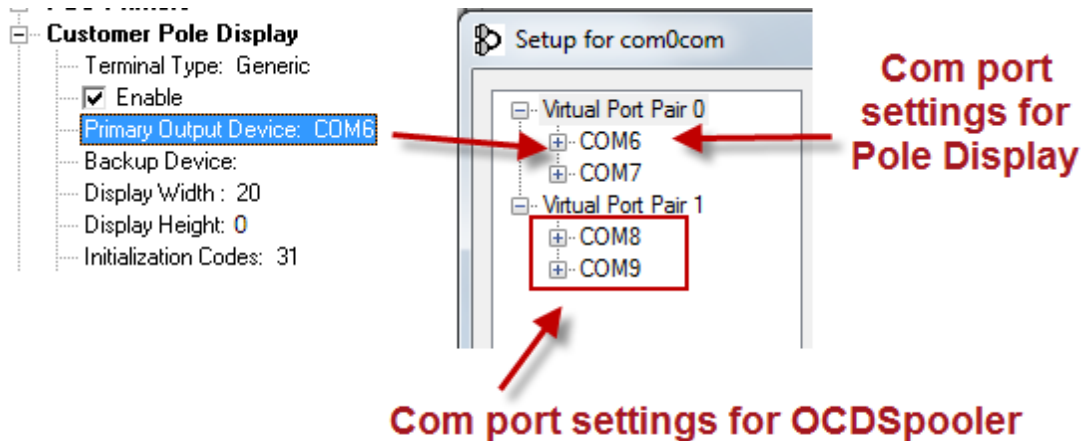 Customer Pole Display
Terminal Type: Generic
Enable
Primary Output Device: COM6
Backup Device:
Display Width : 20
Display Height: 0
Initialization Codes: 31
Setup for com0com
Virtual Port Pair 0
COM6
COM7
Virtual Port Pair 1
COM8
COM9
Com port
settings for
Pole Display
Com port settings for OCDSpooler